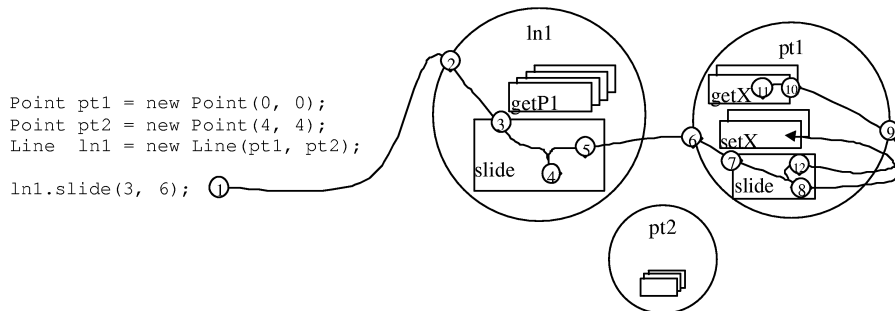 Point pt1 = new Point(0, 0);
Point pt2 = new Point(4, 4);
Line  ln1 = new Line(pt1, pt2);
ln1.slide(3, 6);
1
2
ln1
getP1
3
slide
4
5
6
pt1
getX
11
10
setX
9
7
slide
12
8
pt2